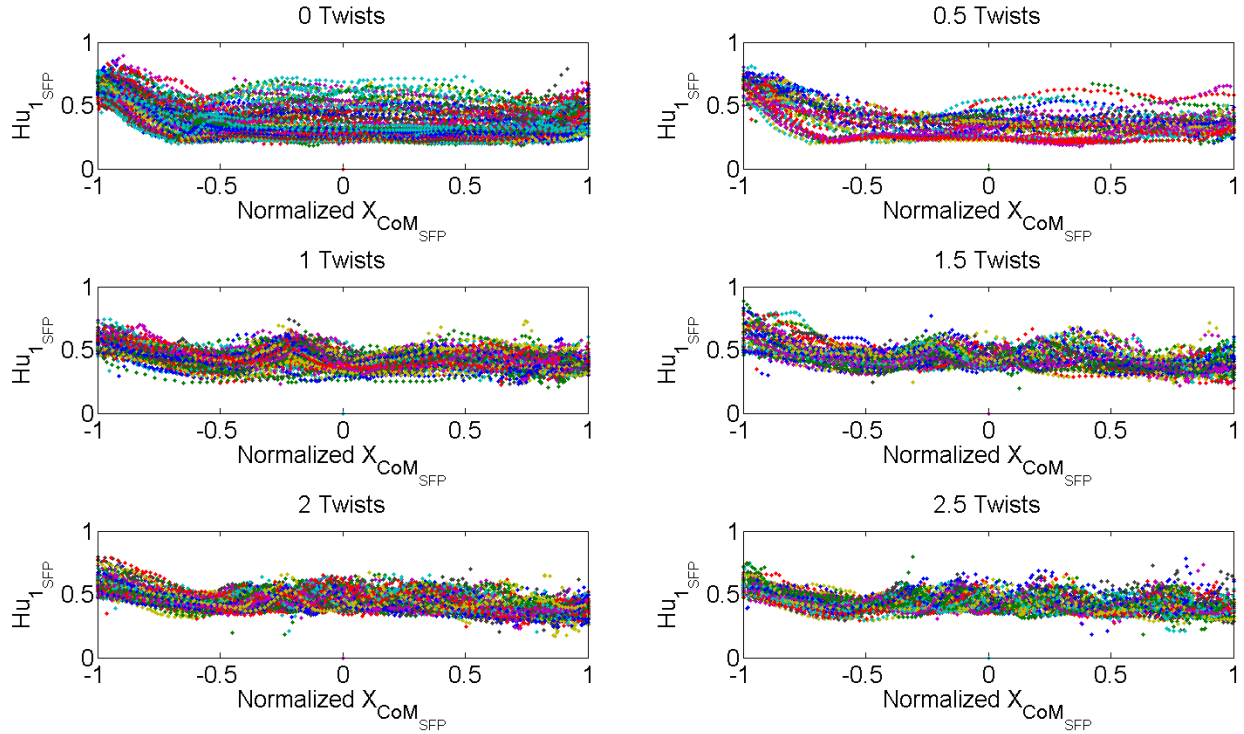 0 Twists
1
0.5
0
Hu1SFP
-1 -0.5 0 0.5 1
Normalized XCoMSFP
0.5 Twists
1
0.5
0
Hu1SFP
-1 -0.5 0 0.5 1
Normalized XCoMSFP
1 Twists
1
0.5
0
Hu1SFP
-1 -0.5 0 0.5 1
Normalized XCoMSFP
1.5 Twists
1
0.5
0
Hu1SFP
-1 -0.5 0 0.5 1
Normalized XCoMSFP
2 Twists
1
0.5
0
Hu1SFP
-1 -0.5 0 0.5 1
Normalized XCoMSFP
2.5 Twists
1
0.5
0
Hu1SFP
-1 -0.5 0 0.5 1
Normalized XCoMSFP